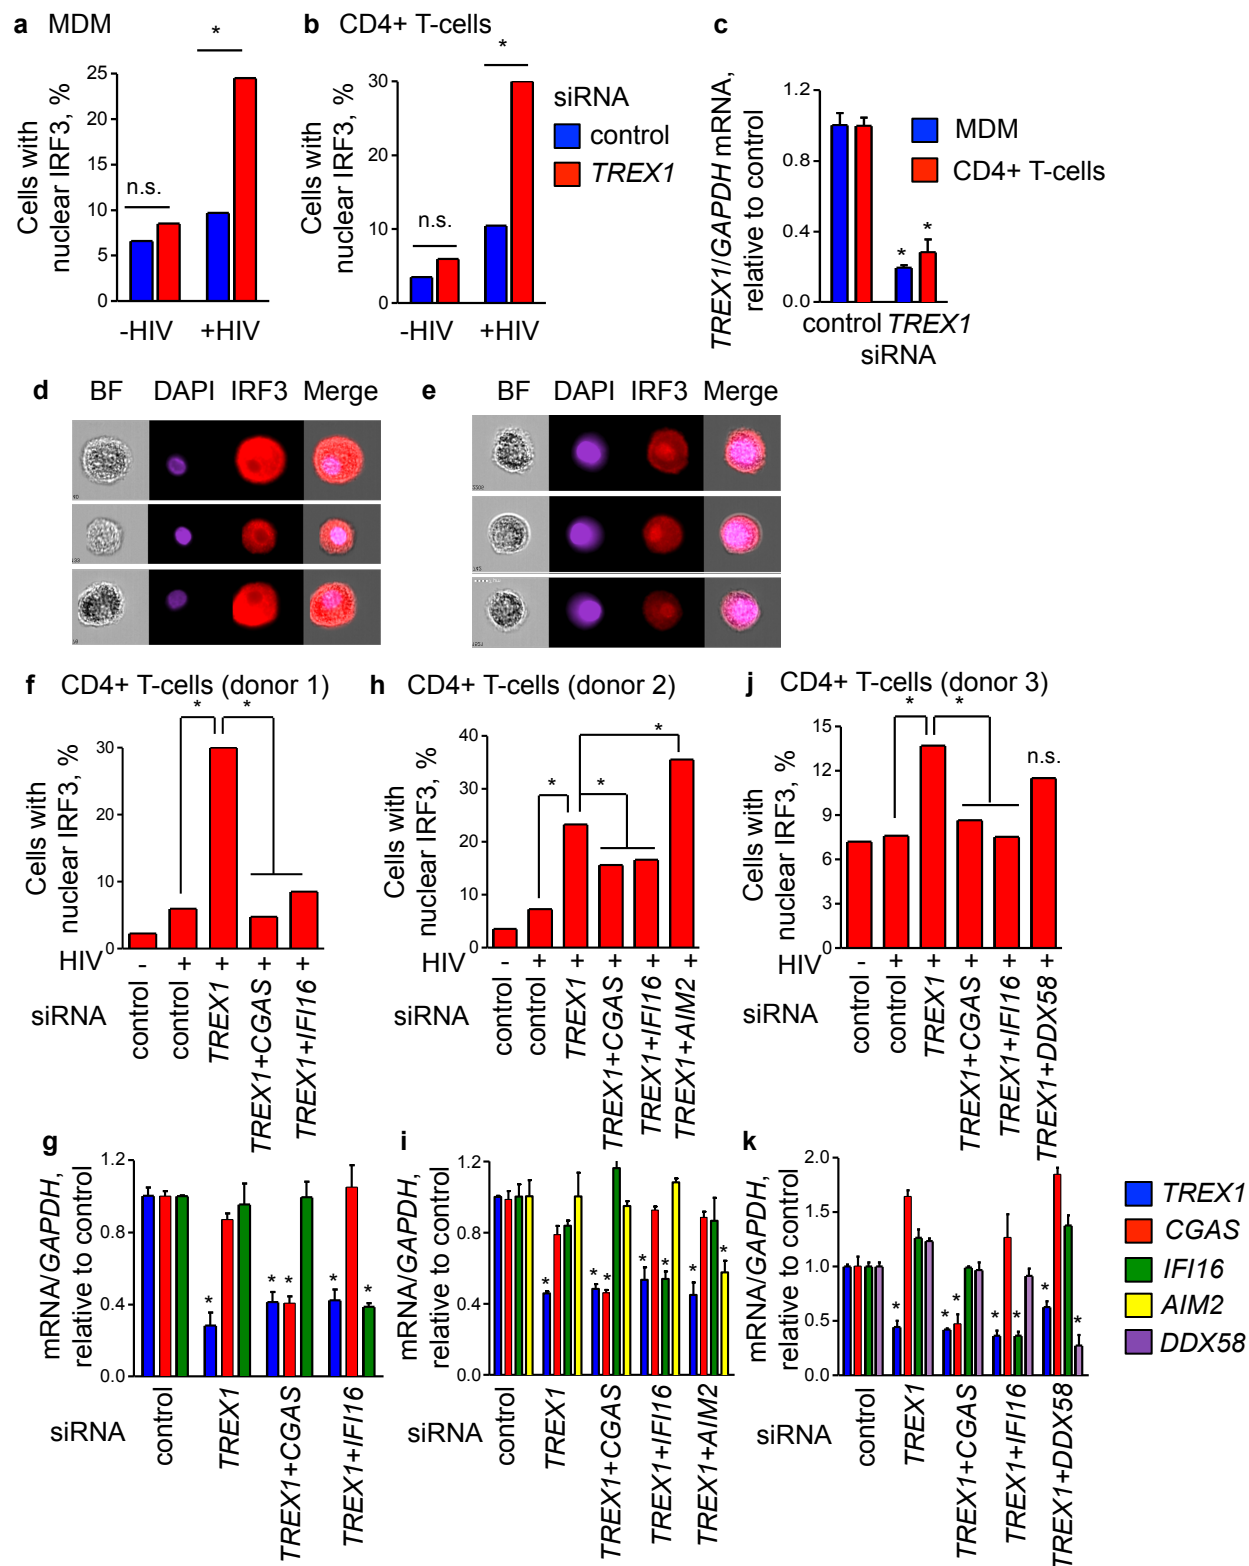 a MDM
b CD4+ T-cells
c
Cells with
nuclear IRF3, %
25
20
15
10
5
0
n.s.
*
-HIV
+HIV
Cells with
nuclear IRF3, %
30
20
10
0
n.s.
*
-HIV
+HIV
siRNA
control
TREX1
TREX1/GAPDH mRNA,
relative to control
1.2
0.8
0.4
0.0
* *
control TREX1
siRNA
MDM
CD4+ T-cells
d BF DAPI IRF3 Merge
e BF DAPI IRF3 Merge
f CD4+ T-cells (donor 1)
Cells with
nuclear IRF3, %
30
20
10
0
* *
HIV - + + + +
siRNA
control
control
TREX1
TREX1+CGAS
TREX1+IFI16
h CD4+ T-cells (donor 2)
Cells with
nuclear IRF3, %
40
30
20
10
0
*
* *
HIV - + + + + +
siRNA
control
control
TREX1
TREX1+CGAS
TREX1+IFI16
TREX1+AIM2
j CD4+ T-cells (donor 3)
Cells with
nuclear IRF3, %
15
12
9
6
3
0
* *
n.s.
HIV - + + + + +
siRNA
control
control
TREX1
TREX1+CGAS
TREX1+IFI16
TREX1+DDX58
g
mRNA/GAPDH,
relative to control
1.2
0.8
0.4
0.0
* * * * *
siRNA
control
TREX1
TREX1+CGAS
TREX1+IFI16
i
mRNA/GAPDH,
relative to control
1.2
0.8
0.4
0.0
* * * * * * *
siRNA
control
TREX1
TREX1+CGAS
TREX1+IFI16
TREX1+AIM2
k
mRNA/GAPDH,
relative to control
2.0
1.5
1.0
0.5
0.0
* * * * * * *
siRNA
control
TREX1
TREX1+CGAS
TREX1+IFI16
TREX1+DDX58
TREX1
CGAS
IFI16
AIM2
DDX58